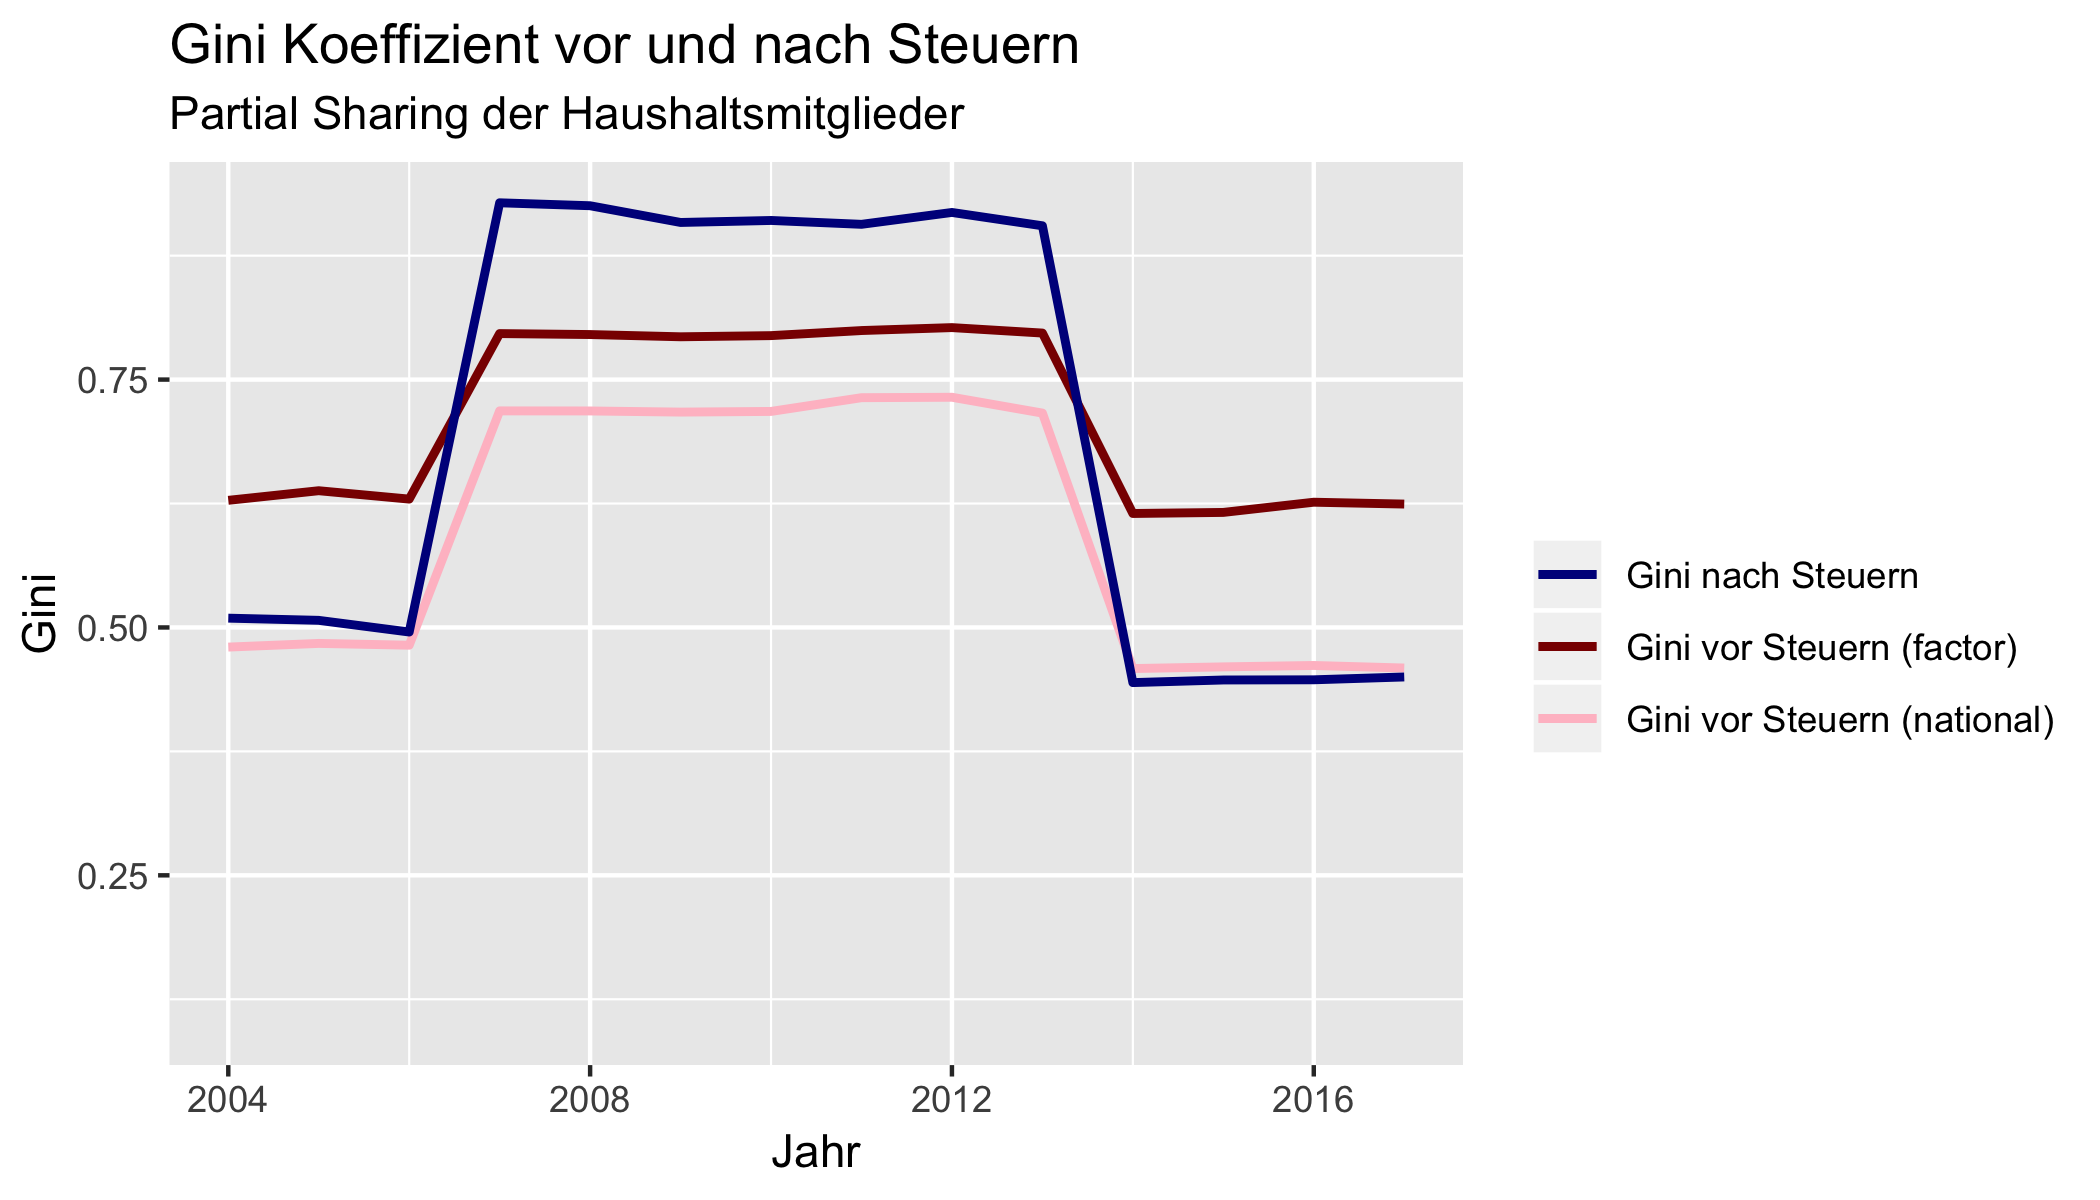 Gini Koeffizient vor und nach Steuern
Partial Sharing der Haushaltsmitglieder
Gini
0.75
0.50
0.25
2004
2008
2012
2016
Jahr
Gini nach Steuern
Gini vor Steuern (factor)
Gini vor Steuern (national)